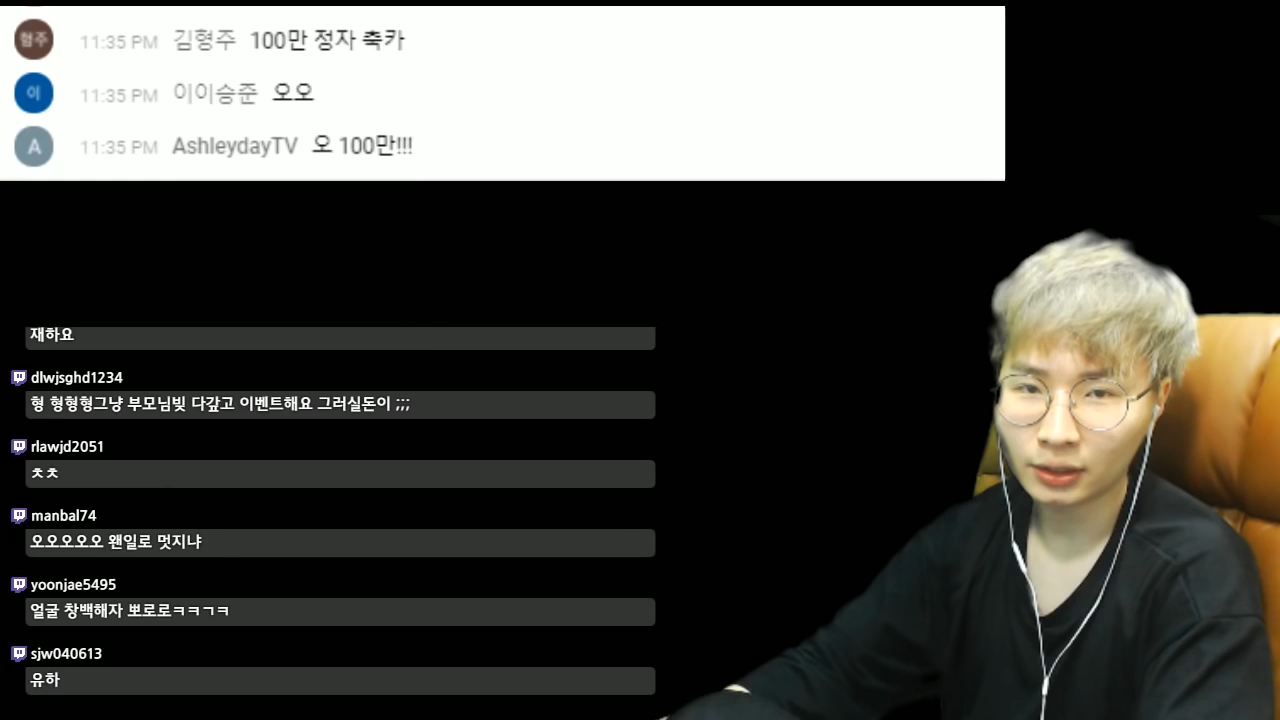 형주 11:35 PM 김형주 100만 정자 축카
이 11:35 PM 이이승준 오오
A 11:35 PM AshleydayTV 오 100만!!!
재하요
dlwjsghd1234
형 형형형그냥 부모님빚 다갚고 이벤트해요 그러실돈이 ;;;
rlawjd2051
ㅊㅊ
manbal74
오오오오오 왠일로 멋지냐
yoonjae5495
얼굴 창백해자 뽀로로ㅋㅋㄱㅋ
sjw040613
유하